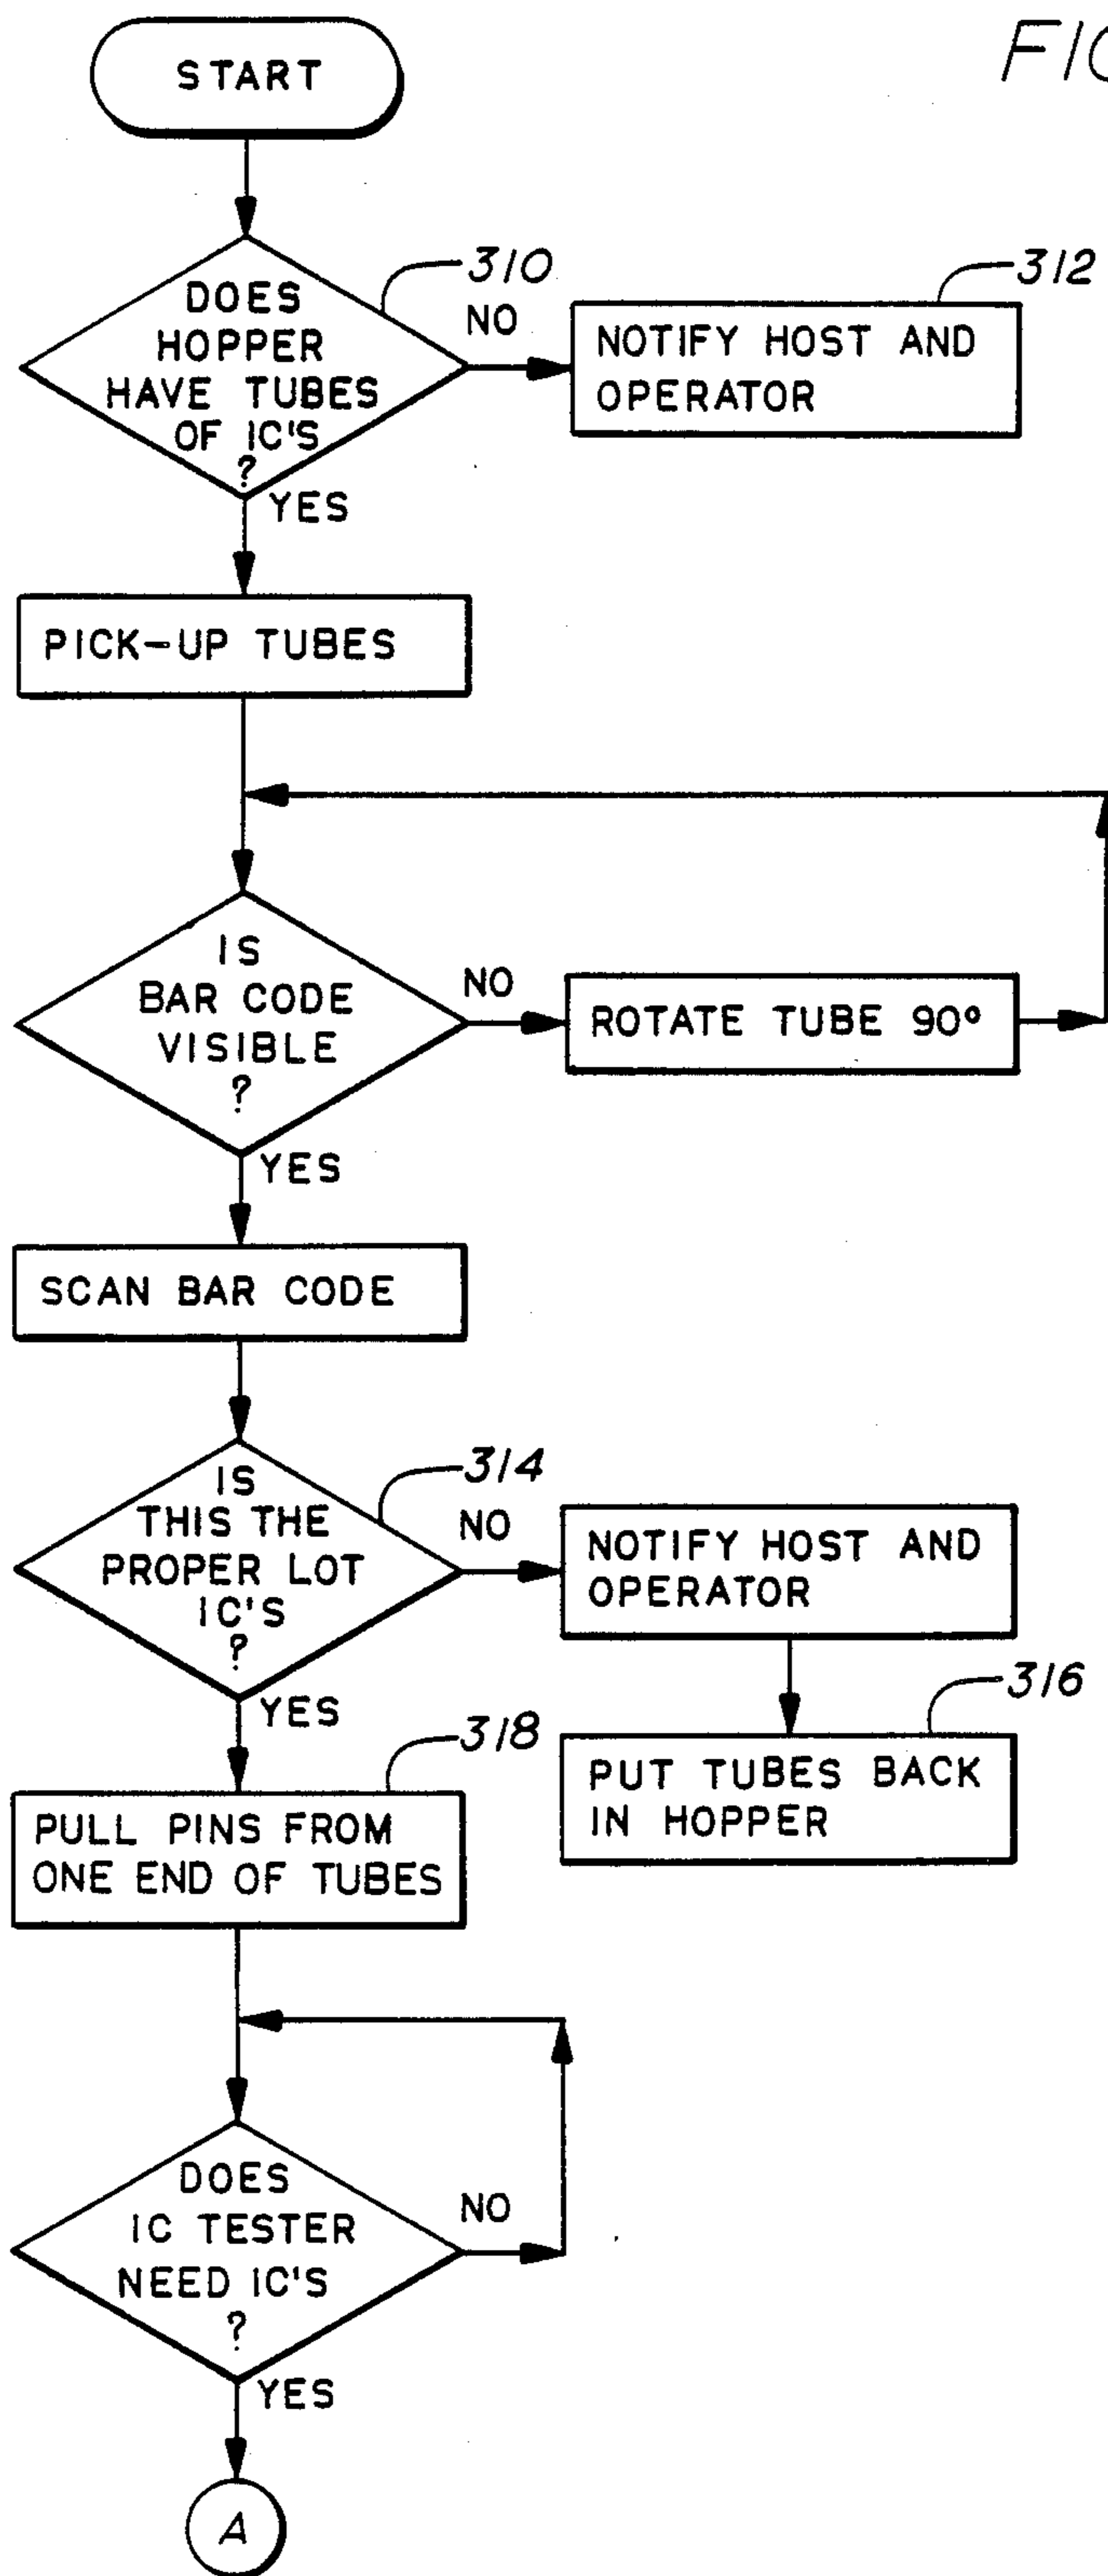 START
DOES
HOPPER
HAVE TUBES
OF IC'S
?
310
NO
312
NOTIFY HOST AND
OPERATOR
YES
PICK-UP TUBES
IS
BAR CODE
VISIBLE
?
NO
ROTATE TUBE 90°
YES
SCAN BAR CODE
IS
THIS THE
PROPER LOT
IC'S
?
314
NO
NOTIFY HOST AND
OPERATOR
316
PUT TUBES BACK
IN HOPPER
YES
318
PULL PINS FROM
ONE END OF TUBES
DOES
IC TESTER
NEED IC'S
?
NO
YES
A